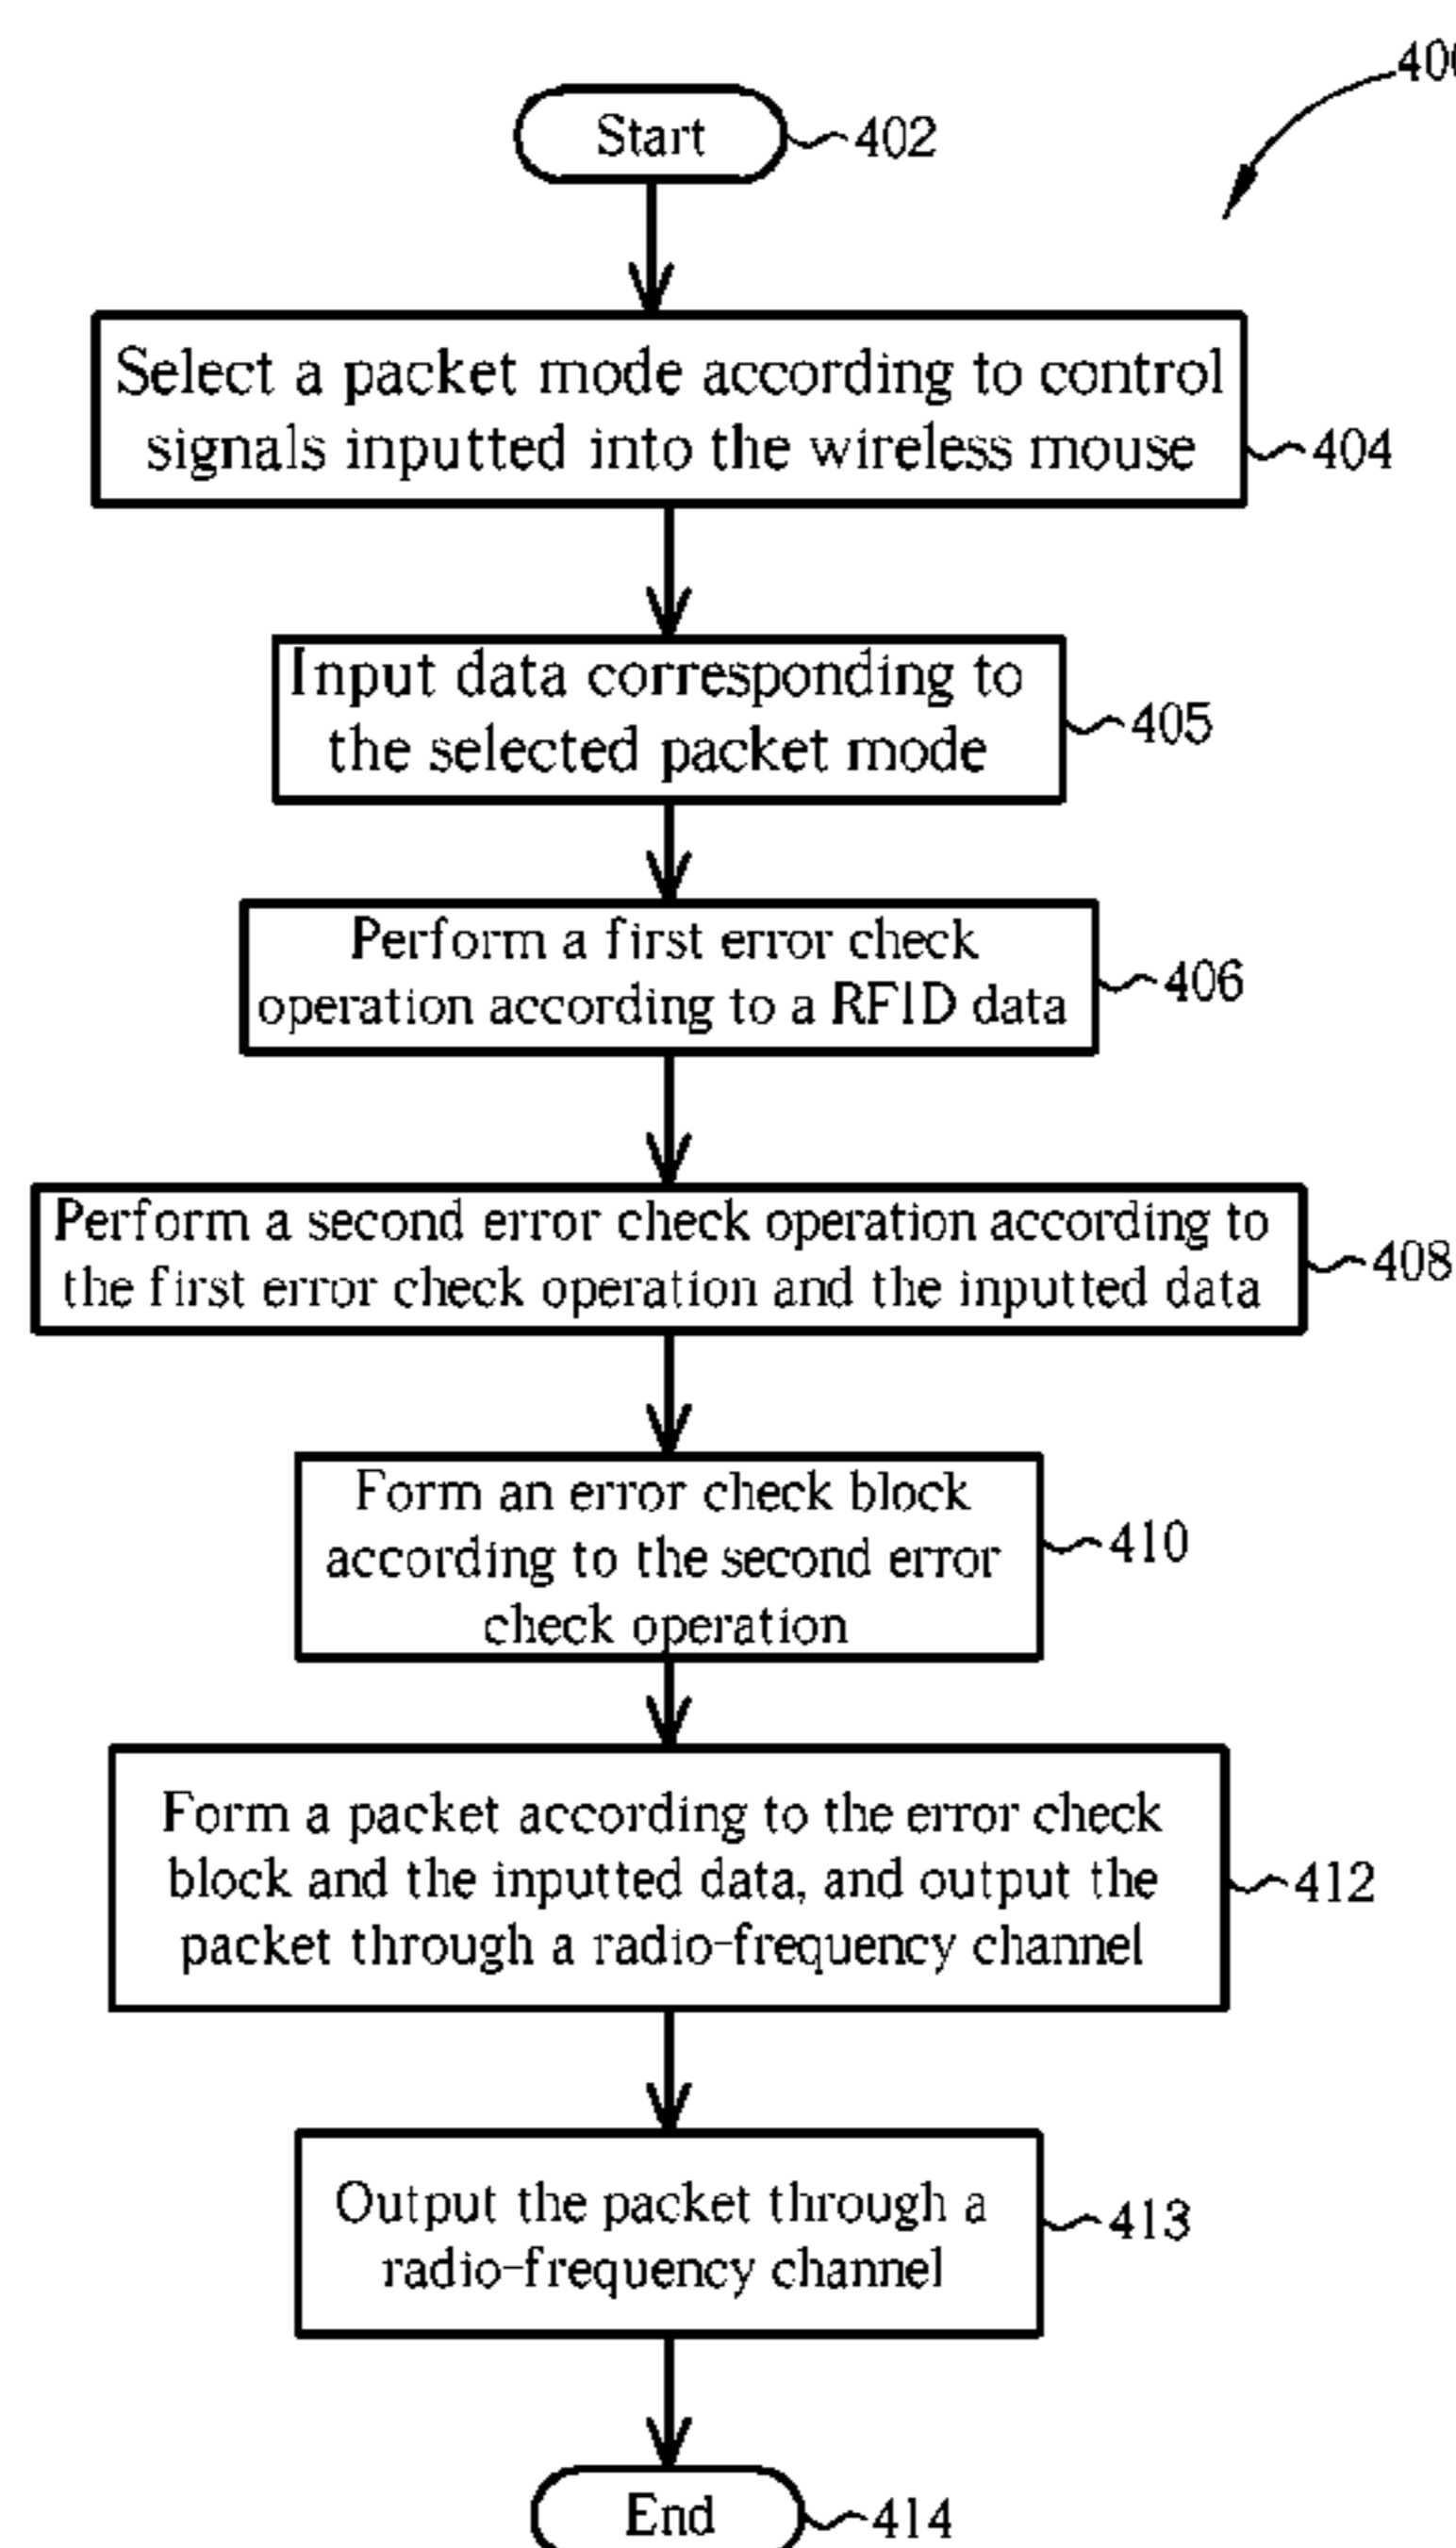 400
Start
402
Select a packet mode according to control
signals inputted into the wireless mouse
404
Input data corresponding to
the selected packet mode
405
Perform a first error check
operation according to a RFID data
406
Perform a second error check operation according to
the first error check operation and the inputted data
408
Form an error check block
according to the second error
check operation
410
Form a packet according to the error check
block and the inputted data, and output the
packet through a radio-frequency channel
412
Output the packet through a
radio-frequency channel
413
End
414